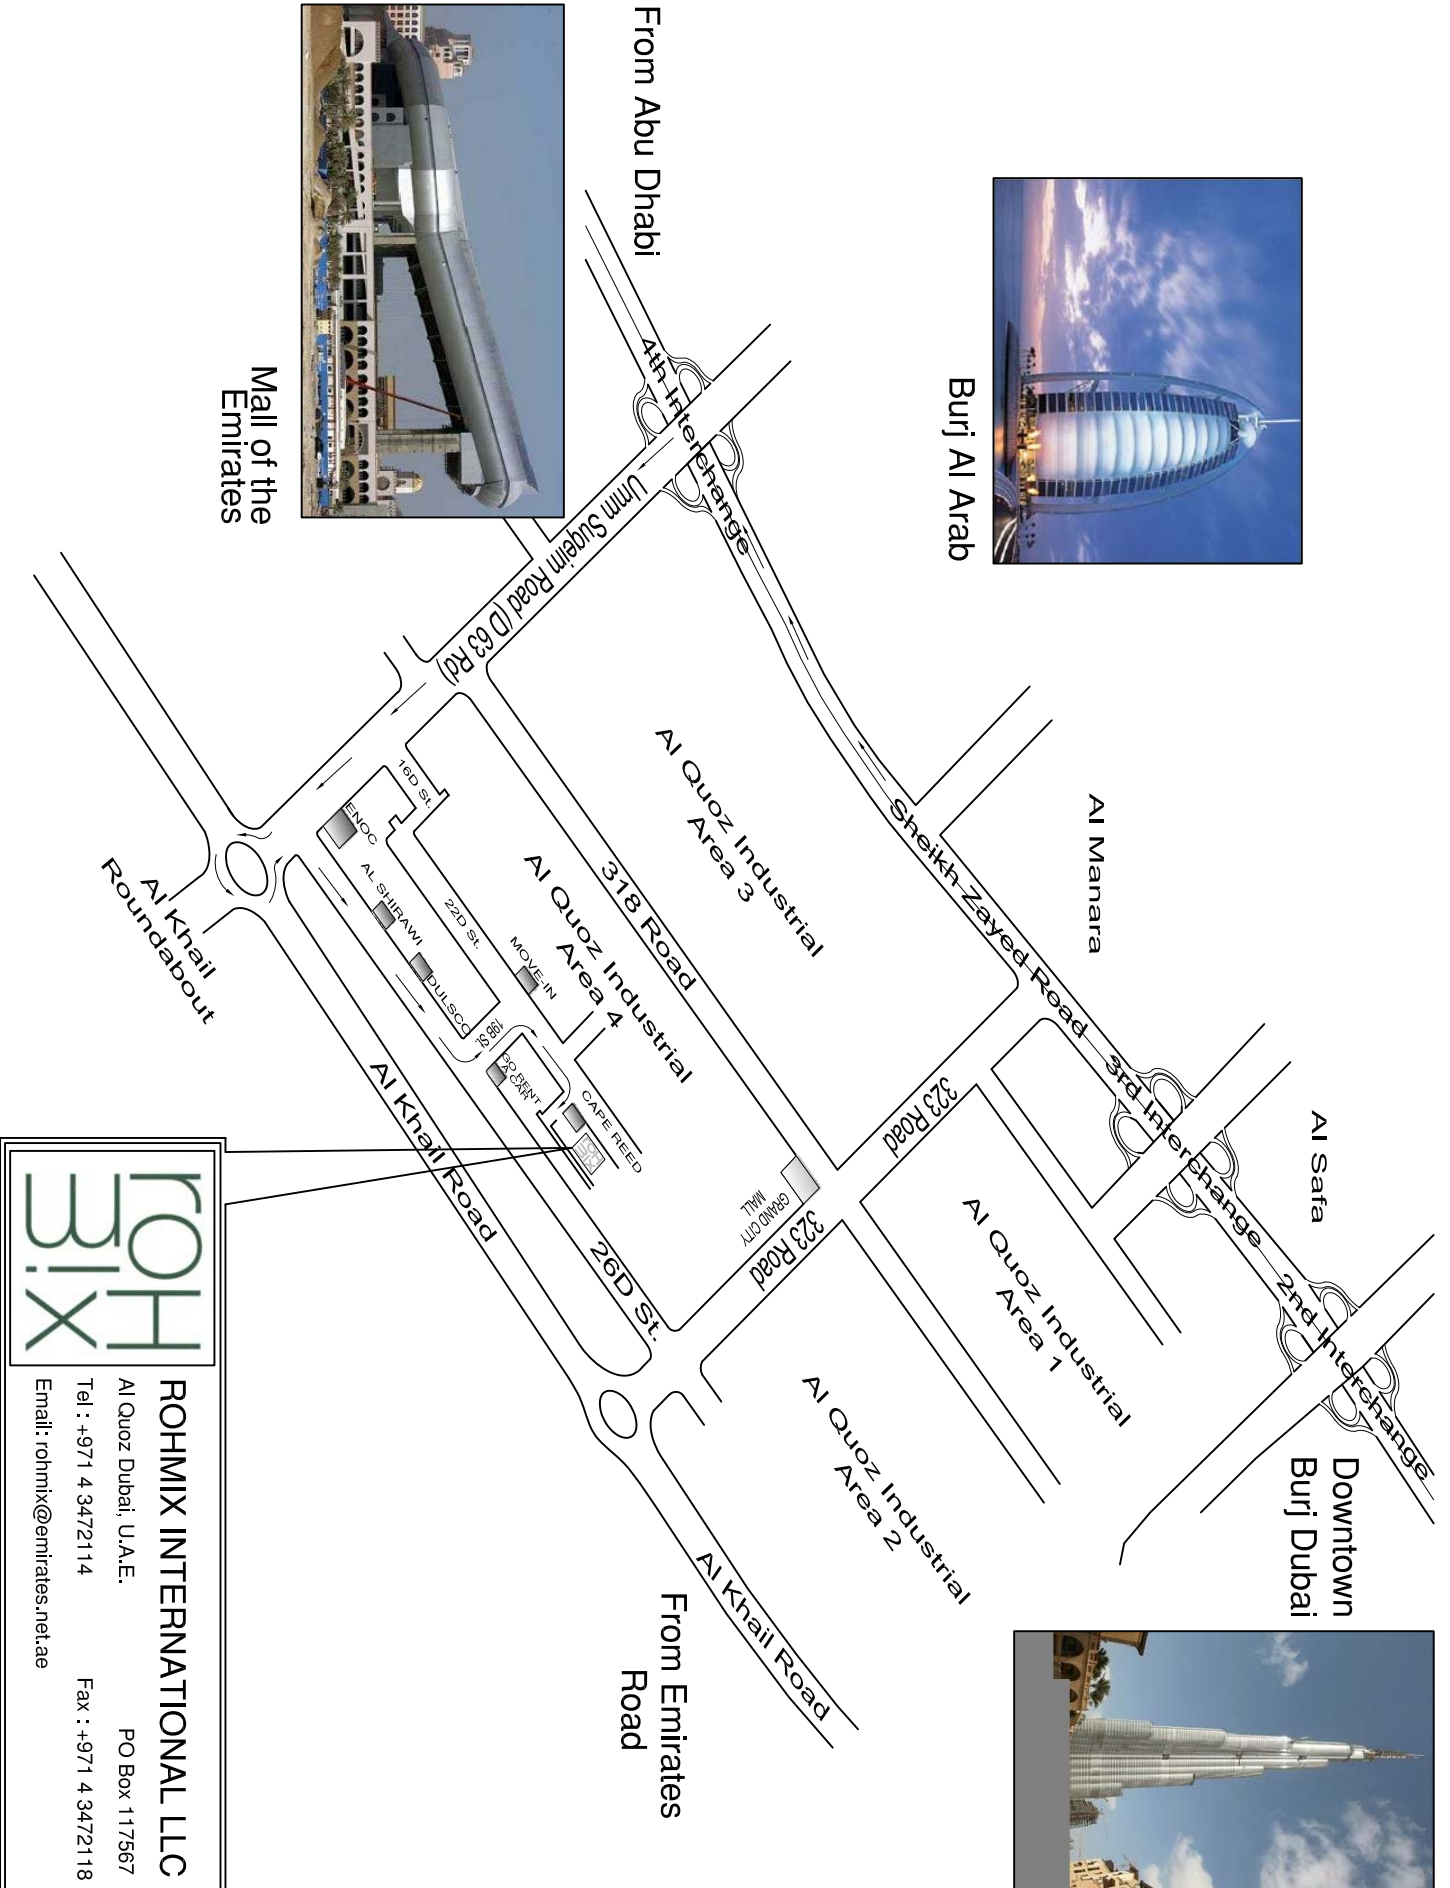 From Abu Dhabi
Burj Al Arab
Mall of the
Emirates
4th Interchange
Umm Suqeim Road (D 63 Rd)
Sheikh Zayed Road
Al Manara
Al Safa
3rd Interchange
2nd Interchange
Downtown
Burj Dubai
Al Quoz Industrial
Area 3
Al Quoz Industrial
Area 4
Al Quoz Industrial
Area 1
Al Quoz Industrial
Area 2
318 Road
323 Road
323 Road
GRAND CITY
MALL
16D St.
22D St.
19B St.
26D St.
ENOC
AL SHIRAWI
DULSCO
MOVE-IN
GO RENT
A CAR
CAPE REED
roH
mix
Al Khail
Roundabout
Al Khail Road
Al Khail Road
From Emirates
Road
roH
mix
ROHMIX INTERNATIONAL LLC
Al Quoz Dubai, U.A.E. PO Box 117567
Tel : +971 4 3472114 Fax : +971 4 3472118
Email: rohmix@emirates.net.ae